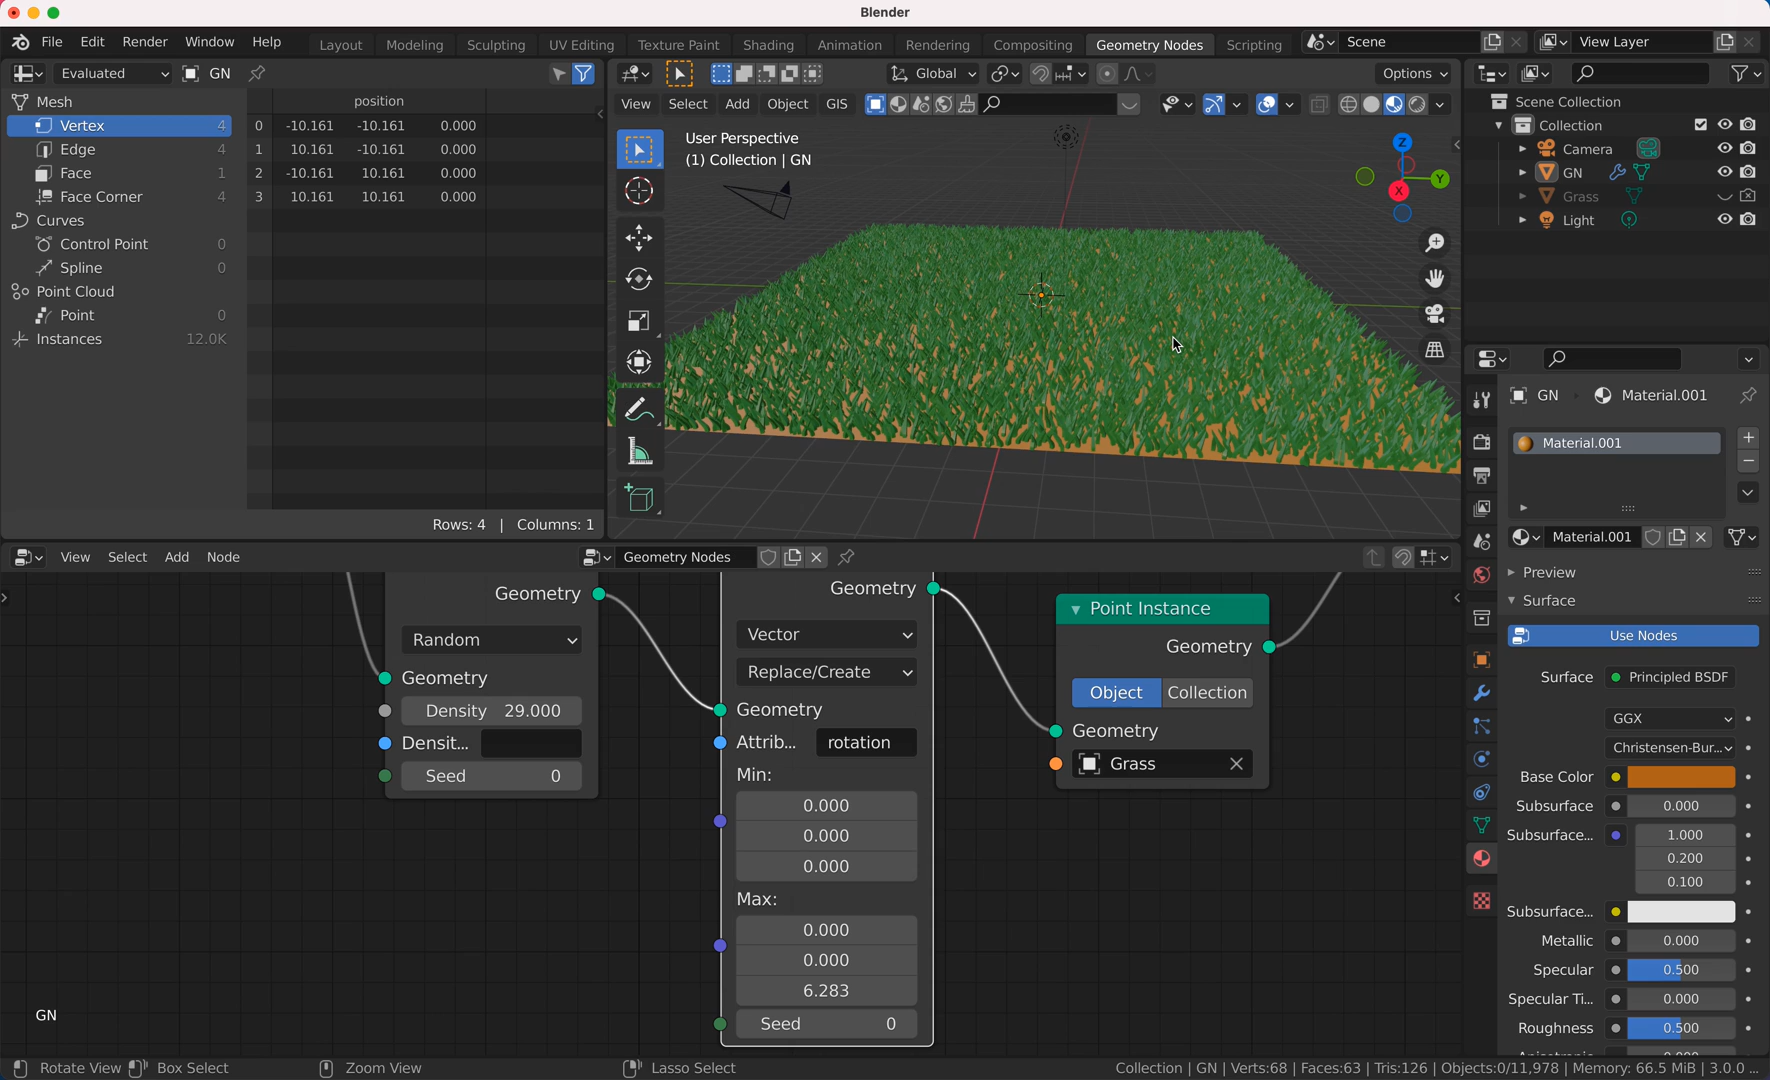 Blender
File Edit Render Window Help Layout Modeling Sculpting UV Editing Texture Paint Shading Animation Rendering Compositing Geometry Nodes Scripting Scene View Layer
Evaluated GN
Global
Options
View Select Add Object GIS
Mesh
Vertex 4
Edge 4
Face 1
Face Corner 4
Curves
Control Point 0
Spline 0
Point Cloud
Point 0
Instances 12.0K
position
0 -10.161 -10.161 0.000
1 10.161 -10.161 0.000
2 -10.161 10.161 0.000
3 10.161 10.161 0.000
Rows: 4 | Columns: 1
User Perspective
(1) Collection | GN
Z
Y
X
Scene Collection
Collection
Camera
GN
Grass
Light
GN Material.001
Material.001
Material.001
Preview
Surface
Use Nodes
Surface Principled BSDF
GGX
Christensen-Bur...
Base Color
Subsurface 0.000
Subsurface... 1.000
0.200
0.100
Subsurface...
Metallic 0.000
Specular 0.500
Specular Ti... 0.000
Roughness 0.500
View Select Add Node Geometry Nodes
Geometry
Random
Geometry
Density 29.000
Densit...
Seed 0
Geometry
Vector
Replace/Create
Geometry
Attrib... rotation
Min:
0.000
0.000
0.000
Max:
0.000
0.000
6.283
Seed 0
Point Instance
Geometry
Object Collection
Geometry
Grass
GN
Rotate View Box Select Zoom View Lasso Select Collection | GN | Verts:68 | Faces:63 | Tris:126 | Objects:0/11,978 | Memory: 66.5 MiB | 3.0.0 ...